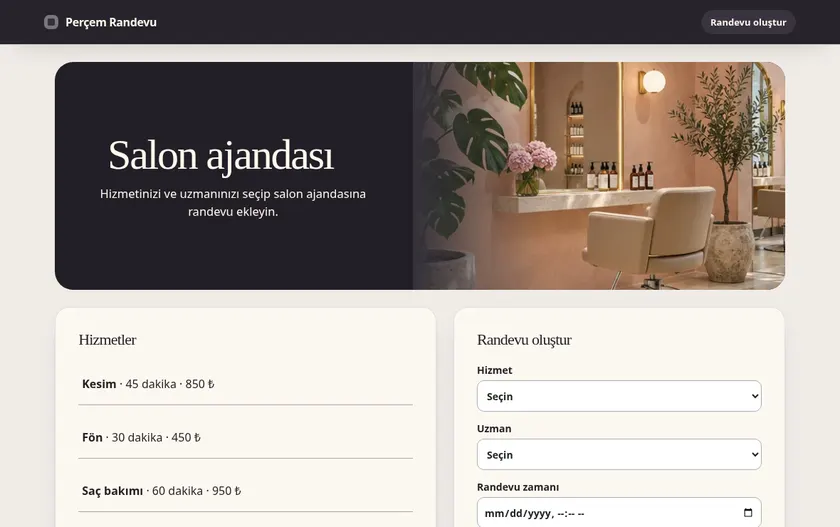 Perçem Randevu
Randevu oluştur
Salon ajandası
Hizmetinizi ve uzmanınızı seçip salon ajandasına
randevu ekleyin.
Hizmetler
Kesim · 45 dakika · 850 ₺
Fön · 30 dakika · 450 ₺
Saç bakımı · 60 dakika · 950 ₺
Randevu oluştur
Hizmet
Seçin
Uzman
Seçin
Randevu zamanı
mm/dd/yyyy, --:-- --